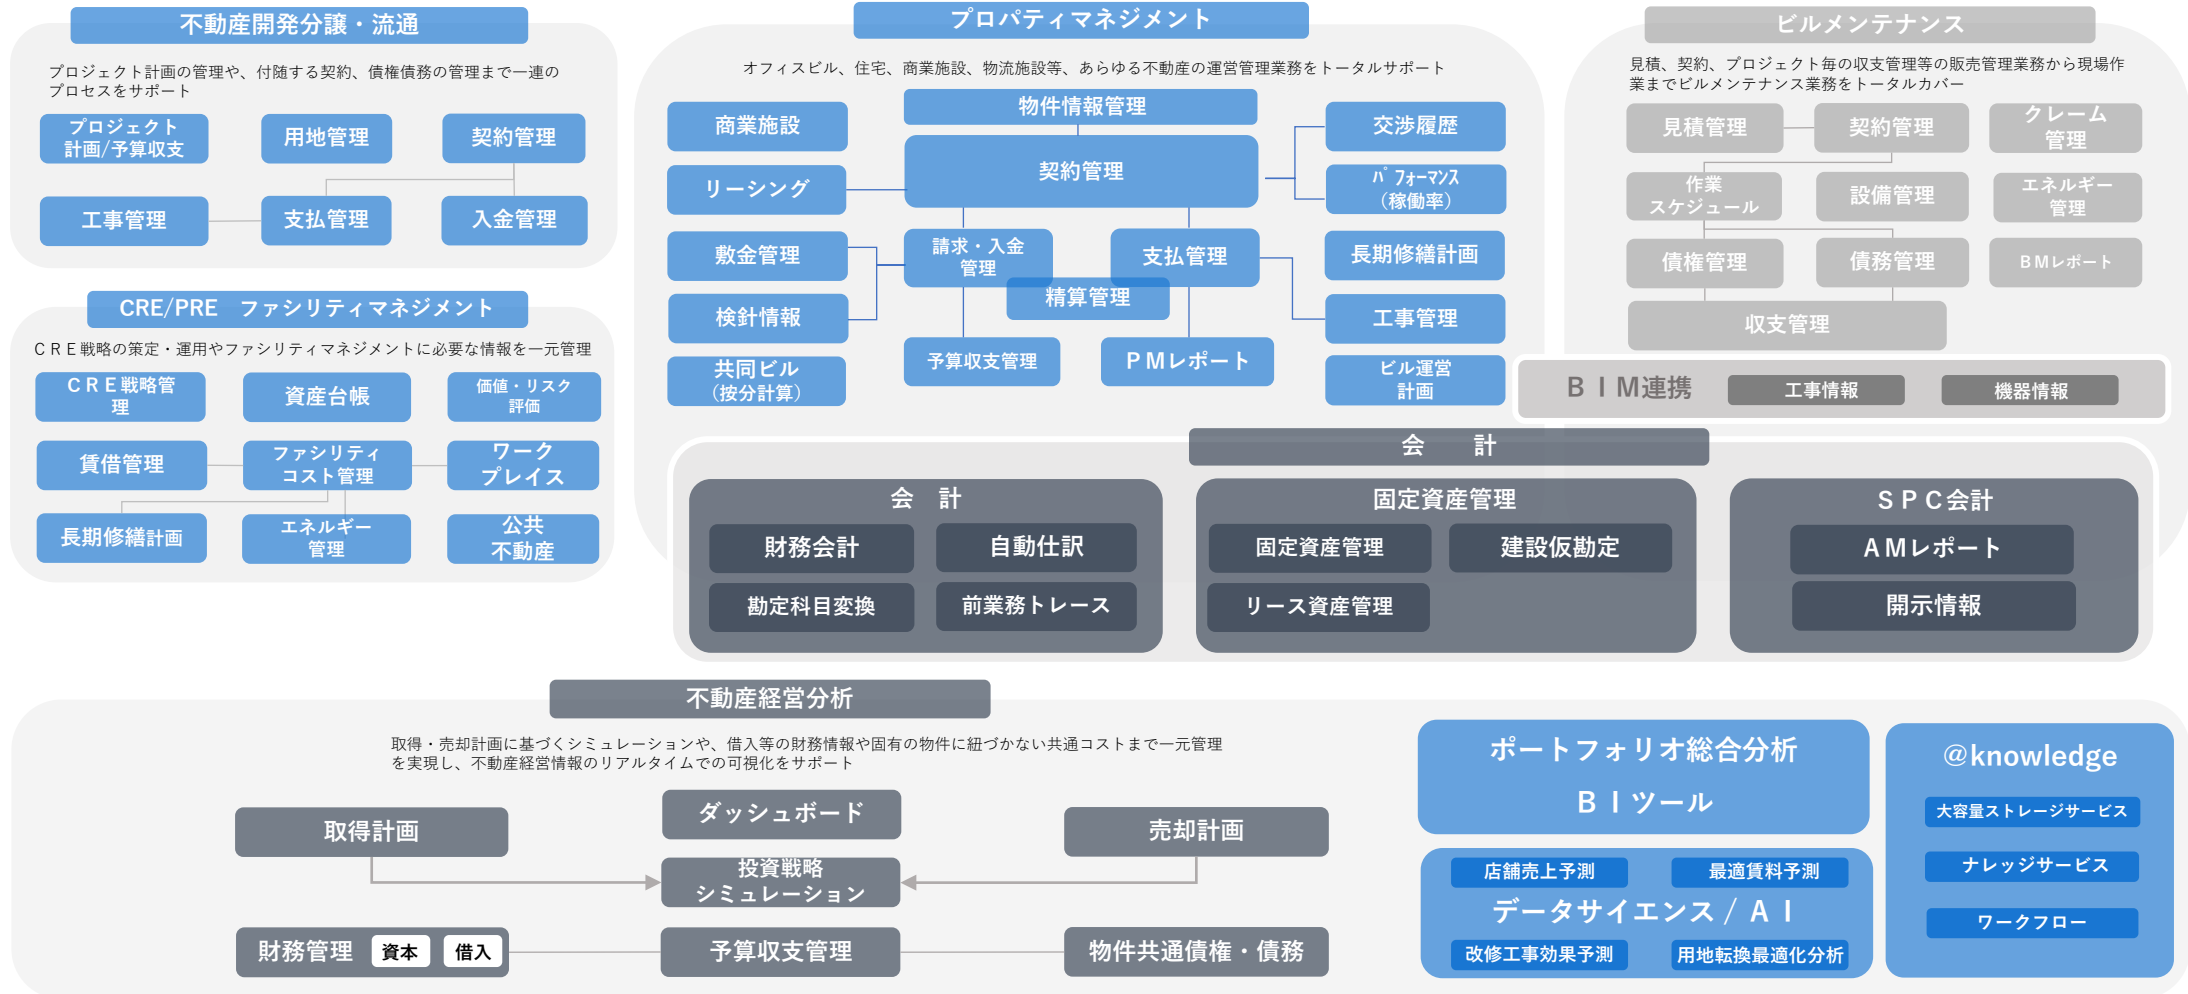 不動産開発分譲・流通
プロジェクト計画の管理や、付随する契約、債権債務の管理まで一連の
プロセスをサポート
プロジェクト
計画/予算収支
用地管理
契約管理
工事管理
支払管理
入金管理
CRE/PRE　ファシリティマネジメント
ＣＲＥ戦略の策定・運用やファシリティマネジメントに必要な情報を一元管理
ＣＲＥ戦略管
理
資産台帳
価値・リスク
評価
賃借管理
ファシリティ
コスト管理
ワーク
プレイス
長期修繕計画
エネルギー
管理
公共
不動産
プロパティマネジメント
オフィスビル、住宅、商業施設、物流施設等、あらゆる不動産の運営管理業務をトータルサポート
商業施設
物件情報管理
交渉履歴
リーシング
契約管理
ﾊﾟﾌｫｰﾏﾝｽ
（稼働率）
敷金管理
請求・入金
管理
支払管理
長期修繕計画
検針情報
精算管理
工事管理
共同ビル
（按分計算）
予算収支管理
ＰＭレポート
ビル運営
計画
ビルメンテナンス
見積、契約、プロジェクト毎の収支管理等の販売管理業務から現場作
業までビルメンテナンス業務をトータルカバー
見積管理
契約管理
クレーム
管理
作業
スケジュール
設備管理
エネルギー
管理
債権管理
債務管理
ＢＭレポート
収支管理
ＢＩＭ連携
工事情報
機器情報
会　　計
会　計
財務会計
自動仕訳
勘定科目変換
前業務トレース
固定資産管理
固定資産管理
建設仮勘定
リース資産管理
ＳＰＣ会計
ＡＭレポート
開示情報
不動産経営分析
取得・売却計画に基づくシミュレーションや、借入等の財務情報や固有の物件に紐づかない共通コストまで一元管理
を実現し、不動産経営情報のリアルタイムでの可視化をサポート
取得計画
ダッシュボード
売却計画
投資戦略
シミュレーション
財務管理
資本
借入
予算収支管理
物件共通債権・債務
ポートフォリオ総合分析
ＢＩツール
店舗売上予測
最適賃料予測
データサイエンス / ＡＩ
改修工事効果予測
用地転換最適化分析
@knowledge
大容量ストレージサービス
ナレッジサービス
ワークフロー